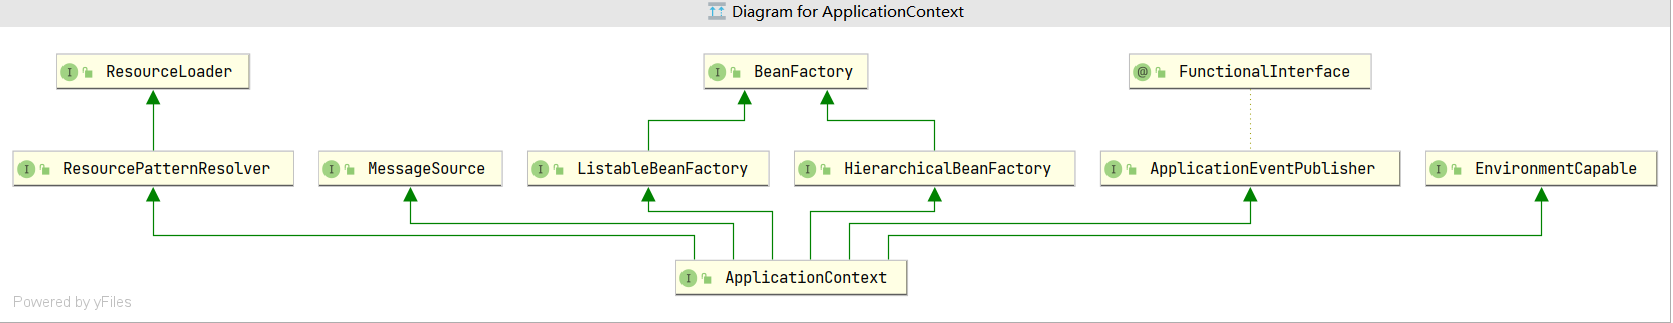 Diagram for ApplicationContext
ResourceLoader
BeanFactory
FunctionalInterface
ResourcePatternResolver
MessageSource
ListableBeanFactory
HierarchicalBeanFactory
ApplicationEventPublisher
EnvironmentCapable
ApplicationContext
Powered by yFiles